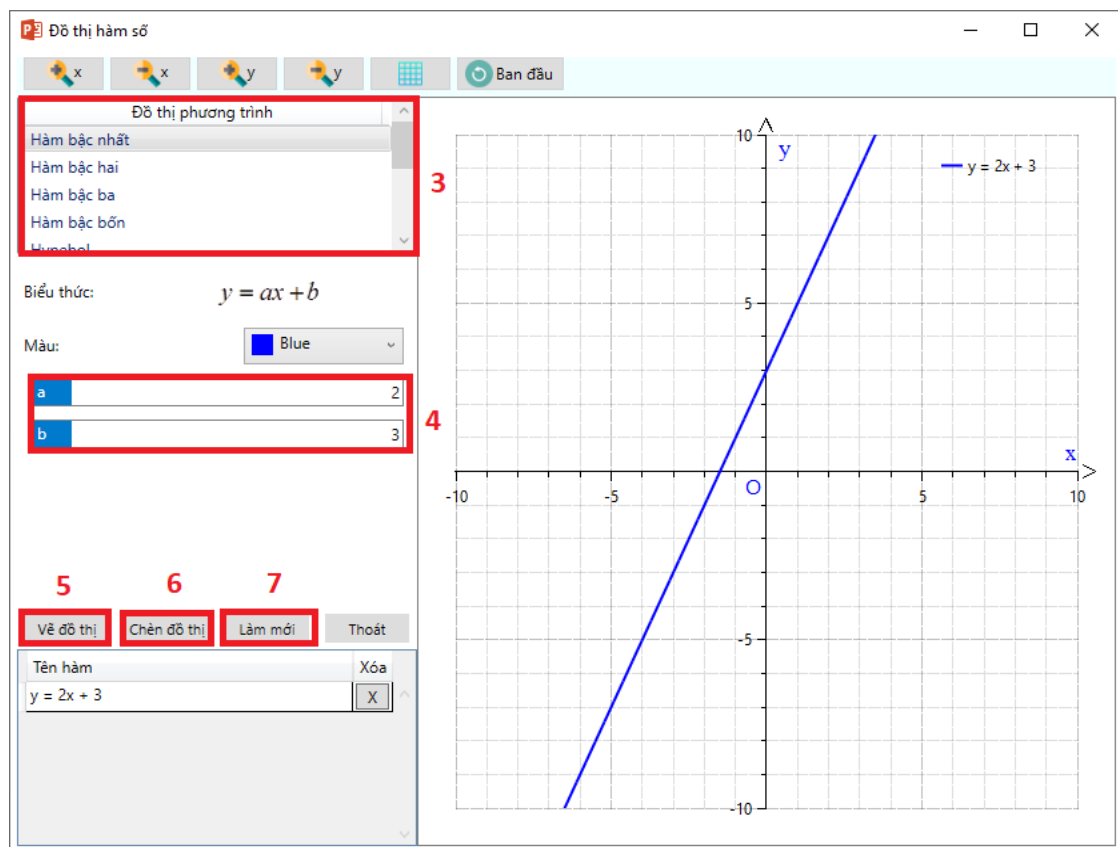 Đồ thị hàm số
x x y y Ban đầu
Đồ thị phương trình
Hàm bậc nhất
Hàm bậc hai
Hàm bậc ba
Hàm bậc bốn
3
Biểu thức: y = ax + b
Màu: Blue
a 2
b 3
4
5 6 7
Vẽ đồ thị Chèn đồ thị Làm mới Thoát
Tên hàm Xóa
y = 2x + 3 X
10
y
y = 2x + 3
5
x
O
-10 -5 5 10
-5
-10